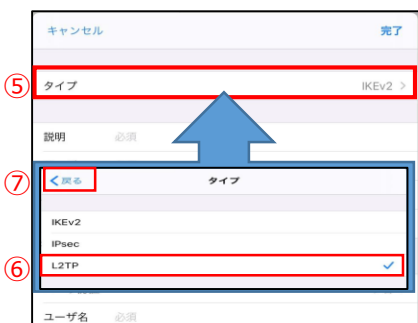 キャンセル 完了
⑤ タイプ IKEv2 >
説明 必須
⑦ <戻る タイプ
IKEv2
IPsec
⑥ L2TP ✓
ユーザ名 必須